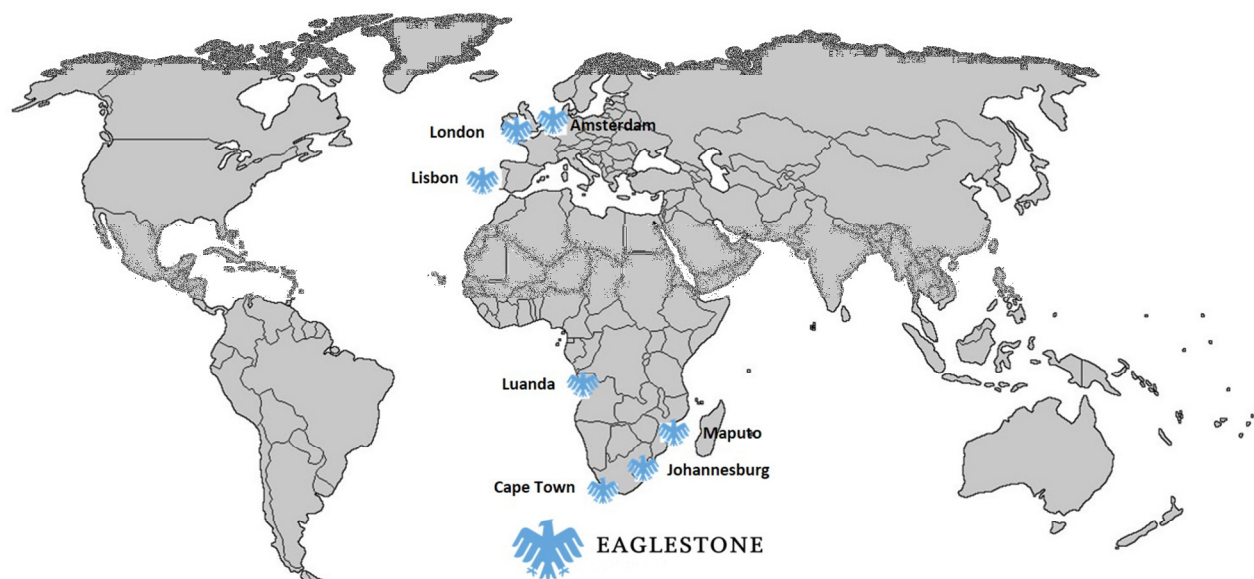 London
Amsterdam
Lisbon
Luanda
Maputo
Johannesburg
Cape Town
EAGLESTONE